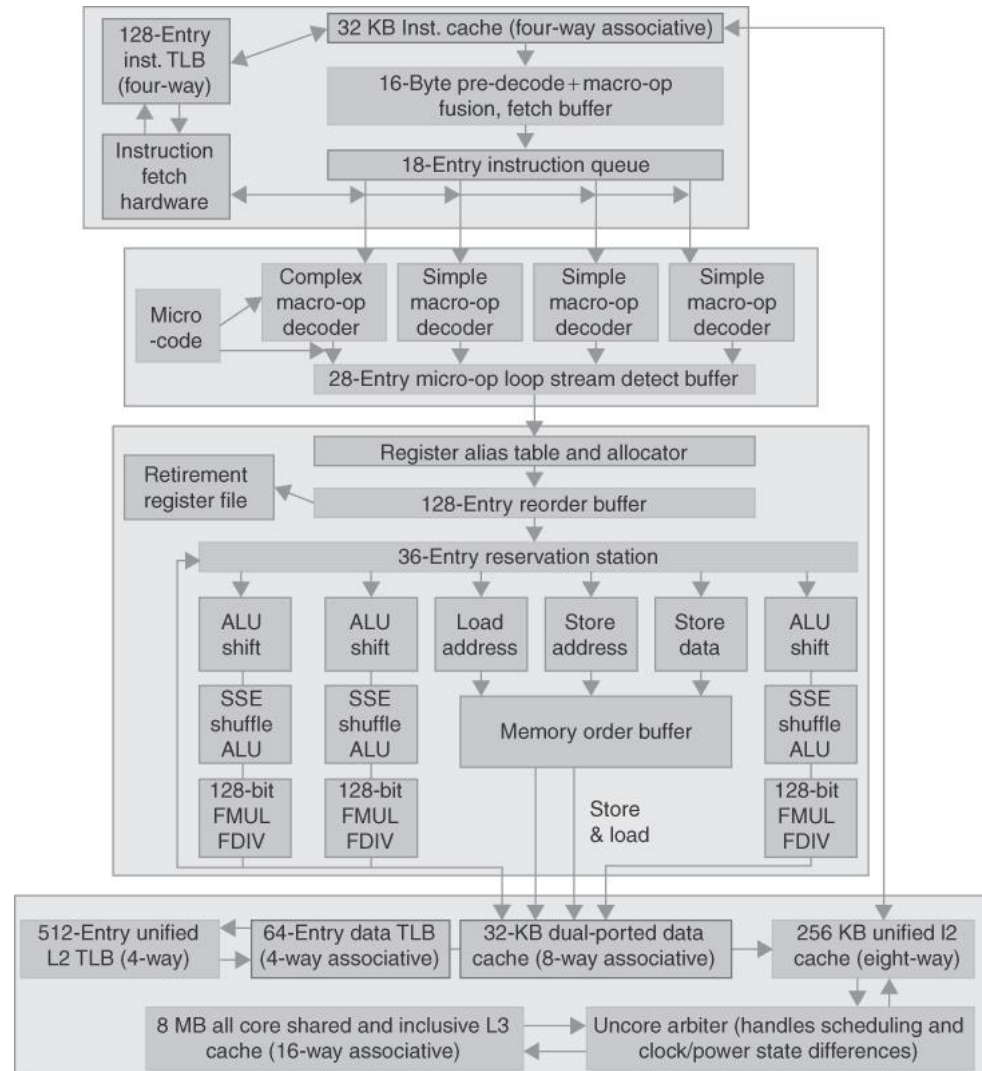 128-Entry
inst. TLB
(four-way)
32 KB Inst. cache (four-way associative)
16-Byte pre-decode+macro-op
fusion, fetch buffer
Instruction
fetch
hardware
18-Entry instruction queue
Micro
-code
Complex
macro-op
decoder
Simple
macro-op
decoder
Simple
macro-op
decoder
Simple
macro-op
decoder
28-Entry micro-op loop stream detect buffer
Register alias table and allocator
Retirement
register file
128-Entry reorder buffer
36-Entry reservation station
ALU
shift
ALU
shift
Load
address
Store
address
Store
data
ALU
shift
SSE
shuffle
ALU
SSE
shuffle
ALU
Memory order buffer
SSE
shuffle
ALU
128-bit
FMUL
FDIV
128-bit
FMUL
FDIV
Store
& load
128-bit
FMUL
FDIV
512-Entry unified
L2 TLB (4-way)
64-Entry data TLB
(4-way associative)
32-KB dual-ported data
cache (8-way associative)
256 KB unified l2
cache (eight-way)
8 MB all core shared and inclusive L3
cache (16-way associative)
Uncore arbiter (handles scheduling and
clock/power state differences)